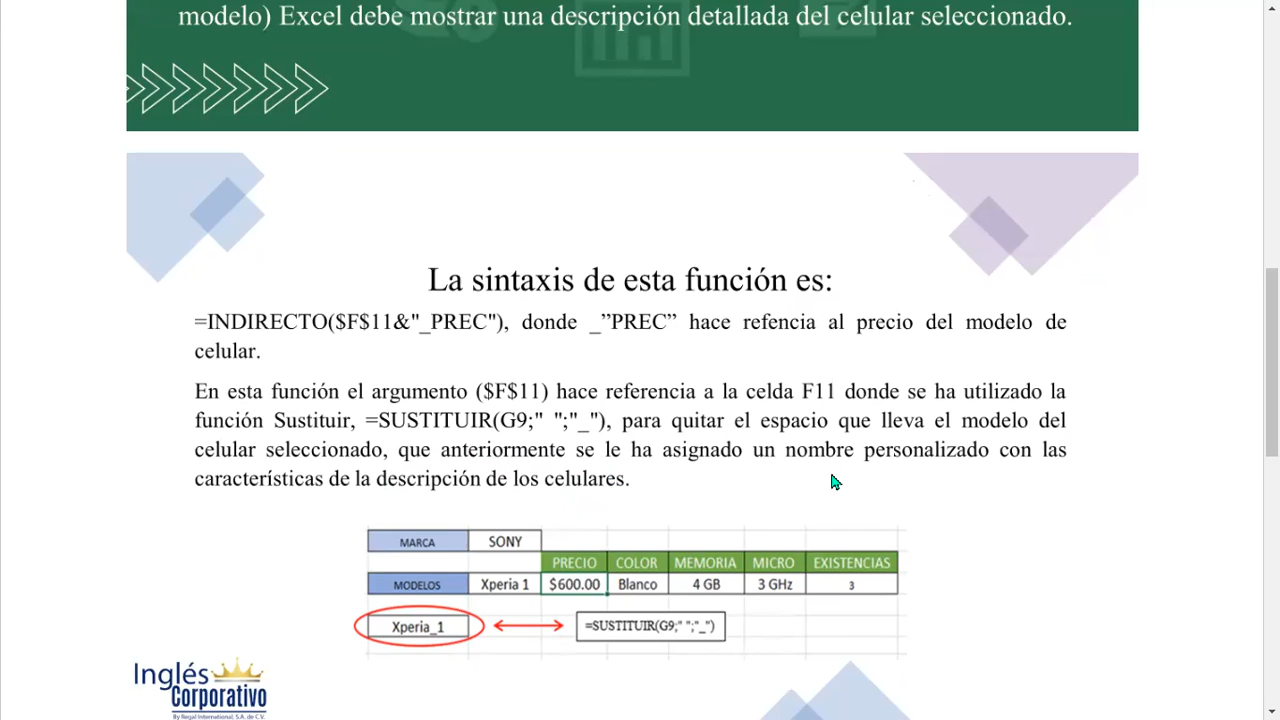 modelo) Excel debe mostrar una descripción detallada del celular seleccionado.
La sintaxis de esta función es:
=INDIRECTO($F$11&"_PREC"), donde _”PREC” hace refencia al precio del modelo de
celular.
En esta función el argumento ($F$11) hace referencia a la celda F11 donde se ha utilizado la
función Sustituir, =SUSTITUIR(G9;" ";"_"), para quitar el espacio que lleva el modelo del
celular seleccionado, que anteriormente se le ha asignado un nombre personalizado con las
características de la descripción de los celulares.
MARCA SONY
PRECIO COLOR MEMORIA MICRO EXISTENCIAS
MODELOS Xperia 1 $600.00 Blanco 4 GB 3 GHz 3
Xperia_1 =SUSTITUIR(G9;" ";"_")
Inglés
Corporativo
By Regal International, S.A. de C.V.